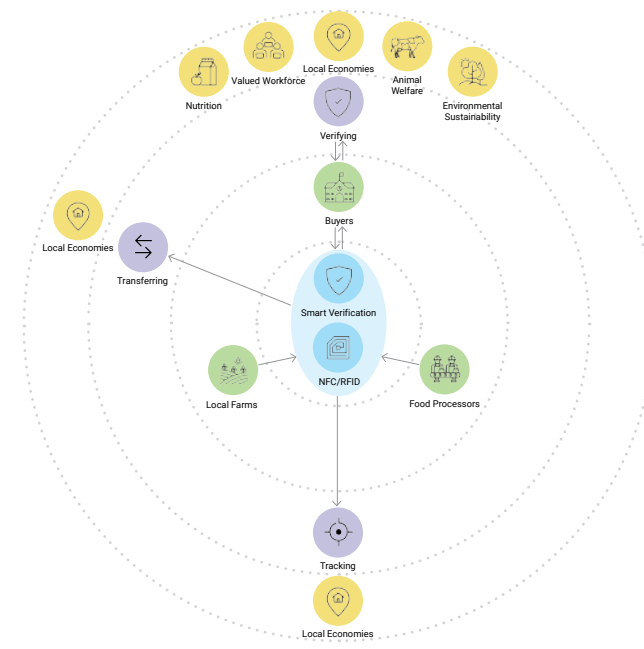 Local Economies
Valued Workforce
Animal
Welfare
Nutrition
Environmental
Sustainability
Verifying
Buyers
Local Economies
Transferring
Smart Verification
NFC/RFID
Local Farms
Food Processors
Tracking
Local Economies